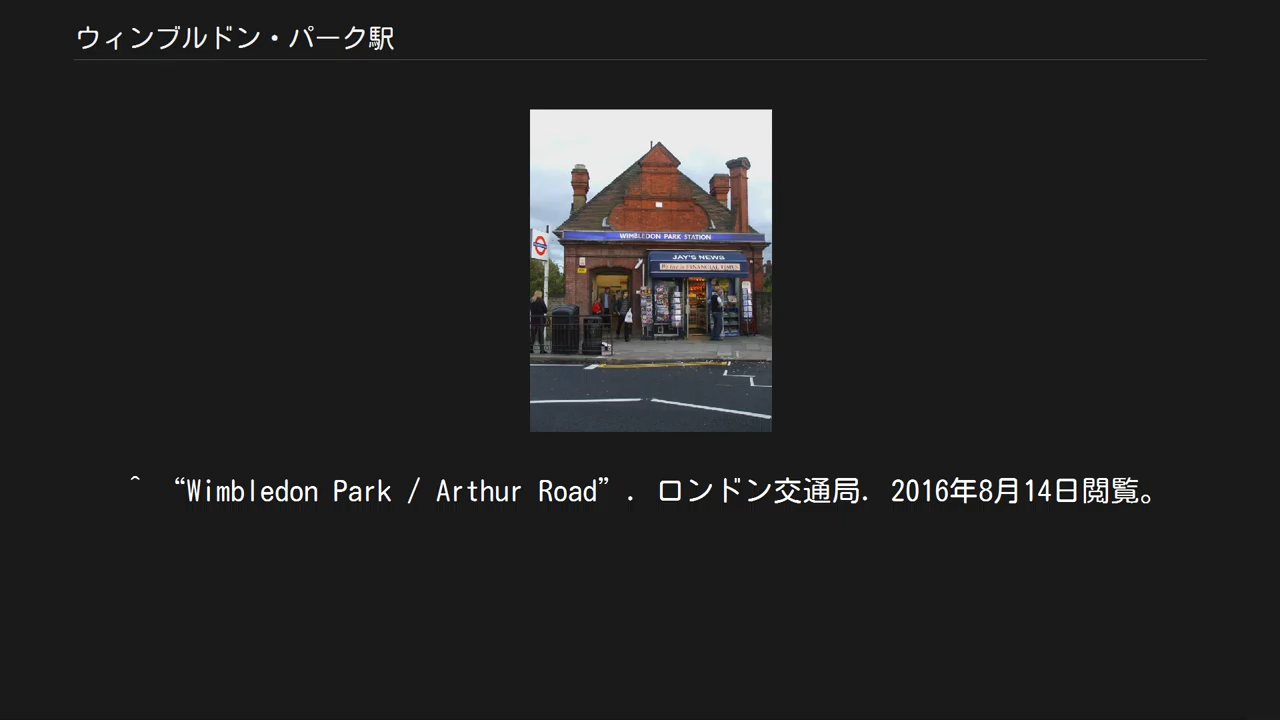 ウィンブルドン・パーク駅
WIMBLEDON PARK STATION
JAY'S NEWS
FINANCIAL TIMES
^ “Wimbledon Park / Arthur Road”. ロンドン交通局. 2016年8月14日閲覧。